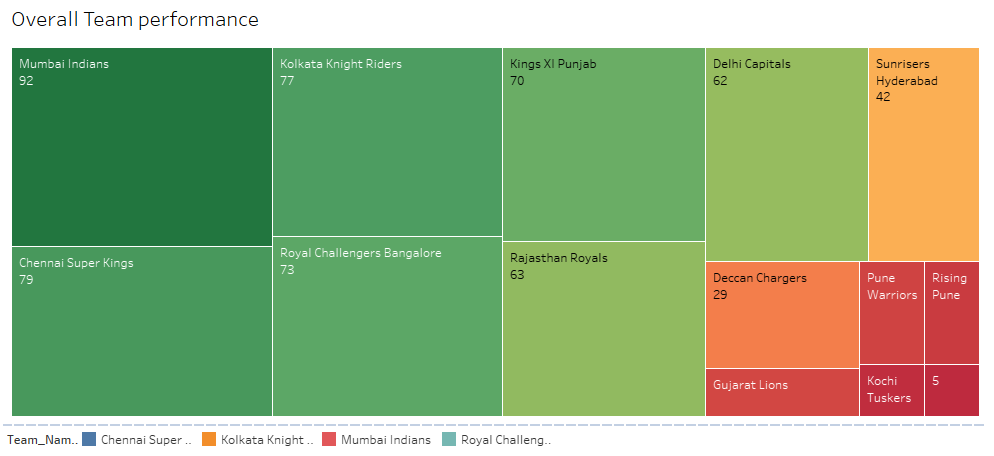 Overall Team performance
Mumbai Indians
92
Chennai Super Kings
79
Kolkata Knight Riders
77
Royal Challengers Bangalore
73
Kings XI Punjab
70
Rajasthan Royals
63
Delhi Capitals
62
Sunrisers
Hyderabad
42
Deccan Chargers
29
Gujarat Lions
Pune
Warriors
Rising
Pune
Kochi
Tuskers
5
Team_Nam..
Chennai Super ..
Kolkata Knight ..
Mumbai Indians
Royal Challeng..